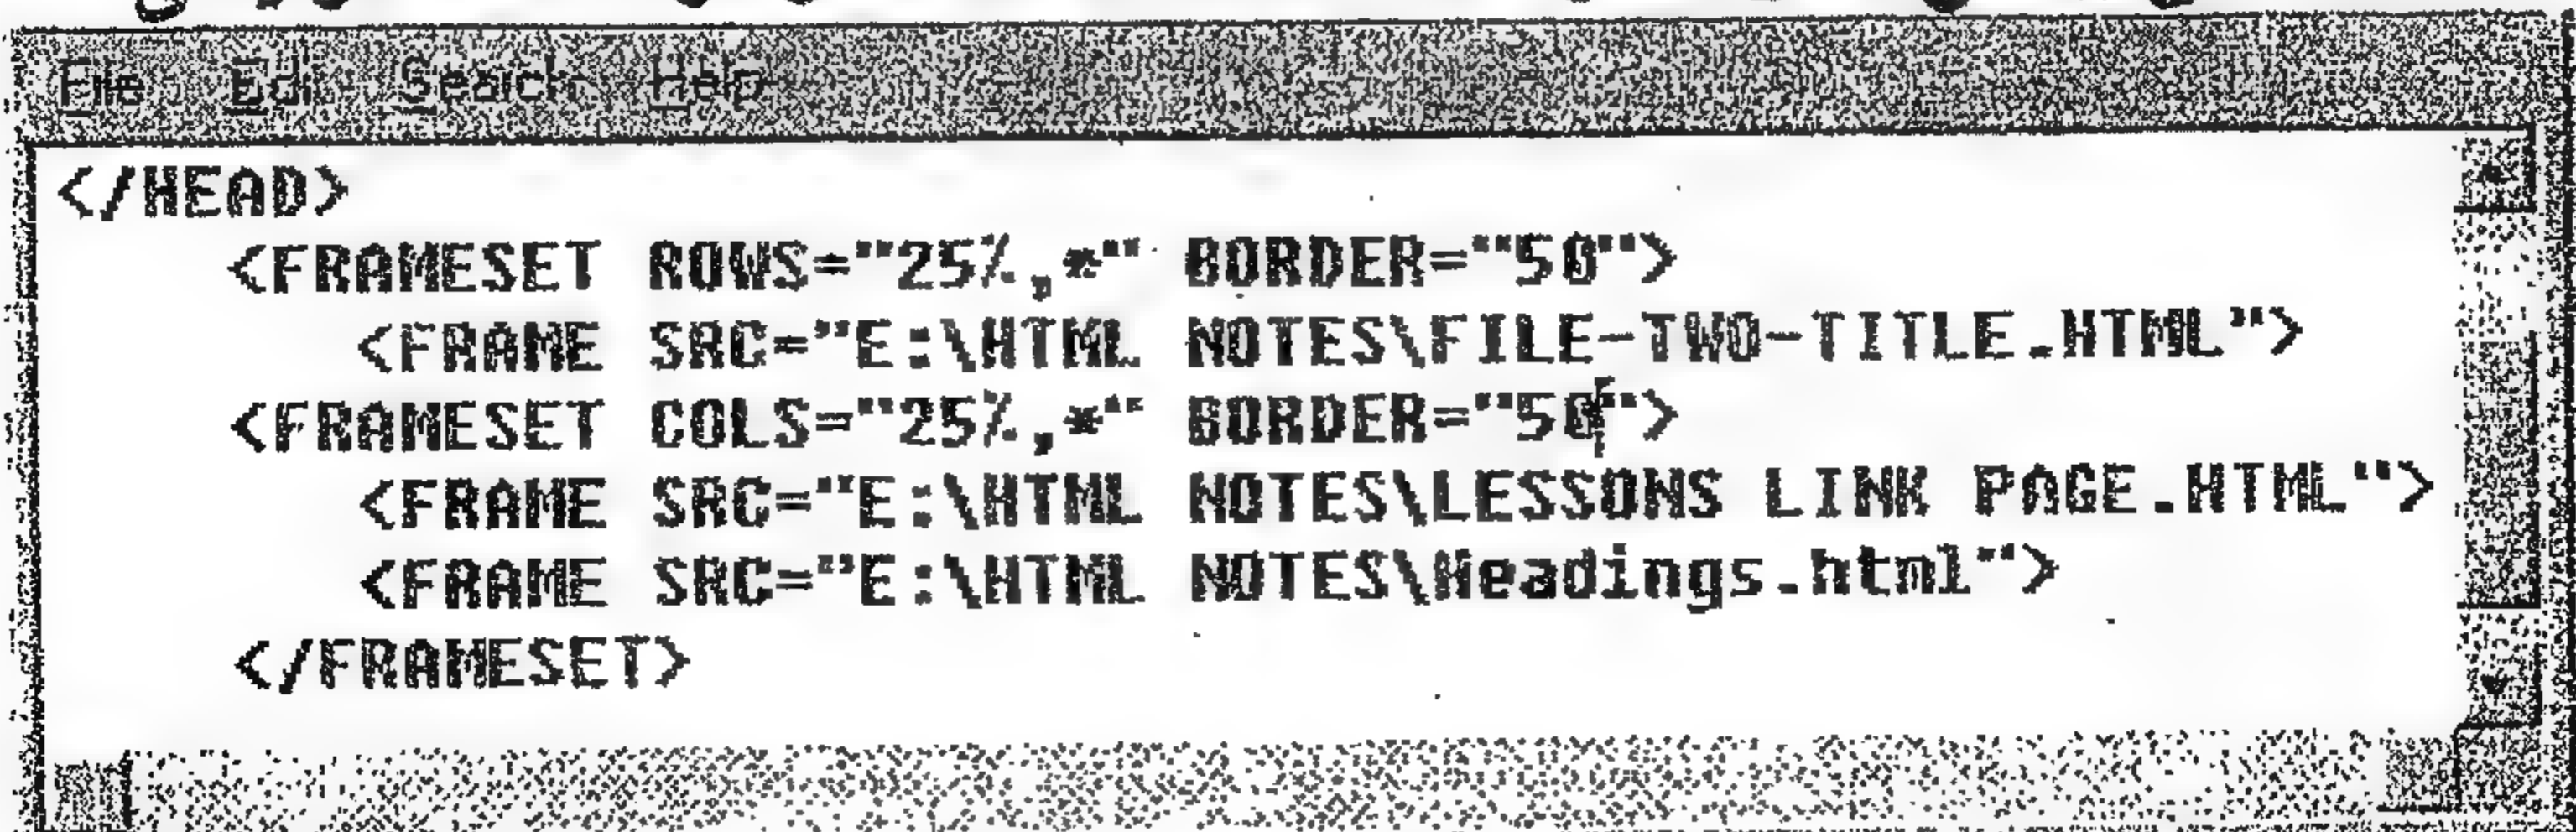 File Edit Search Help
</HEAD>
<FRAMESET ROWS="25%,*" BORDER="50">
<FRAME SRC="E:\HTML NOTES\FILE-TWO-TITLE.HTML">
<FRAMESET COLS="25%,*" BORDER="50">
<FRAME SRC="E:\HTML NOTES\LESSONS LINK PAGE.HTML">
<FRAME SRC="E:\HTML NOTES\Headings.html">
</FRAMESET>